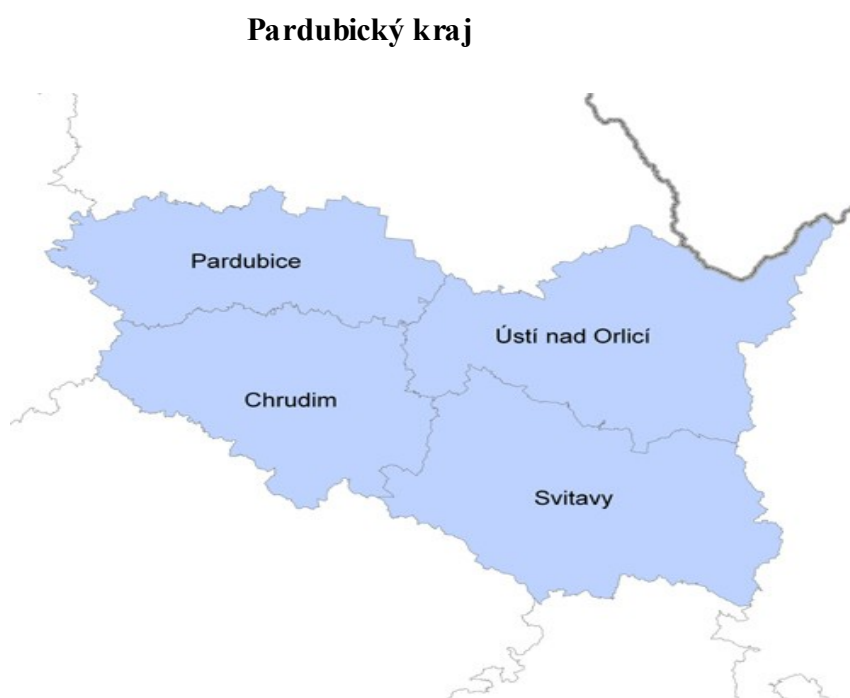 Pardubický kraj
Pardubice
Ústí nad Orlicí
Chrudim
Svitavy